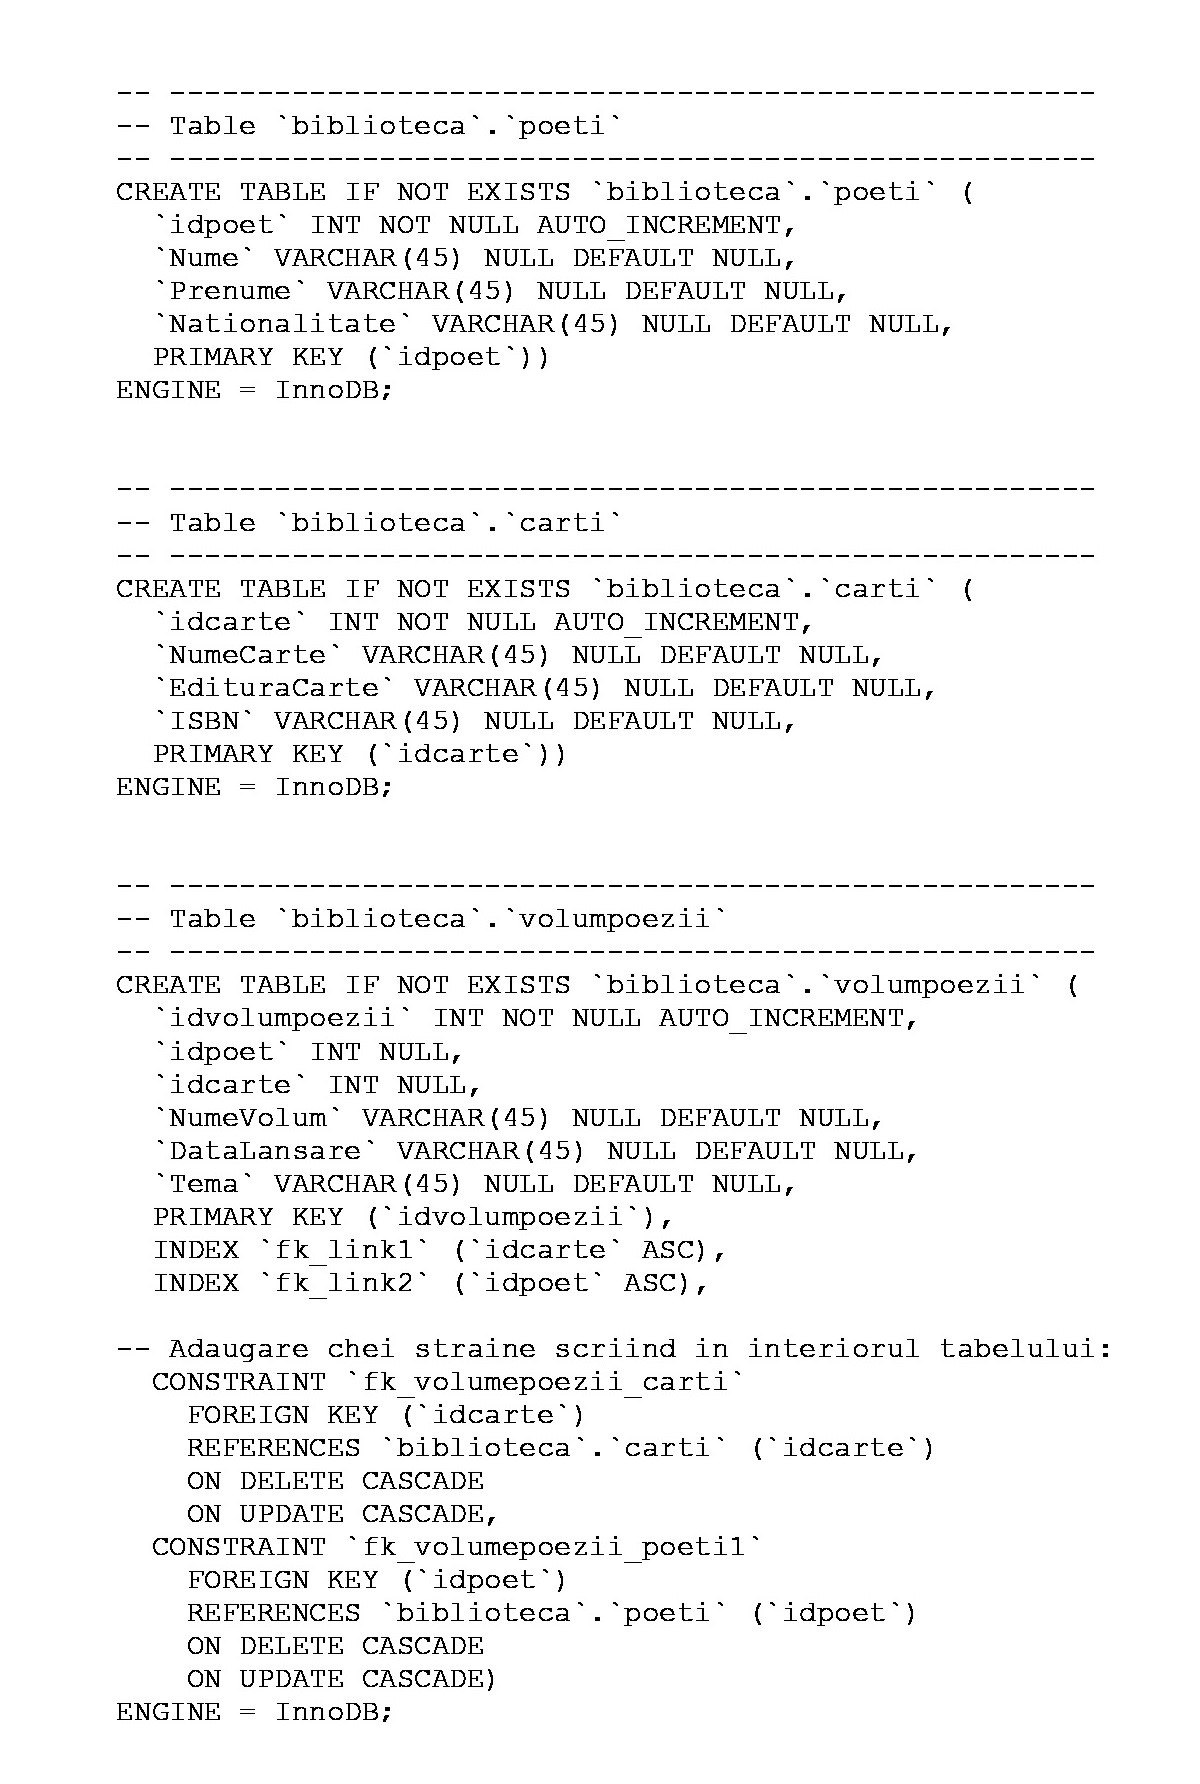 -- -----------------------------------------------------
-- Table `biblioteca`.`poeti`
-- -----------------------------------------------------
CREATE TABLE IF NOT EXISTS `biblioteca`.`poeti` (
  `idpoet` INT NOT NULL AUTO_INCREMENT,
  `Nume` VARCHAR(45) NULL DEFAULT NULL,
  `Prenume` VARCHAR(45) NULL DEFAULT NULL,
  `Nationalitate` VARCHAR(45) NULL DEFAULT NULL,
  PRIMARY KEY (`idpoet`))
ENGINE = InnoDB;
-- -----------------------------------------------------
-- Table `biblioteca`.`carti`
-- -----------------------------------------------------
CREATE TABLE IF NOT EXISTS `biblioteca`.`carti` (
  `idcarte` INT NOT NULL AUTO_INCREMENT,
  `NumeCarte` VARCHAR(45) NULL DEFAULT NULL,
  `EdituraCarte` VARCHAR(45) NULL DEFAULT NULL,
  `ISBN` VARCHAR(45) NULL DEFAULT NULL,
  PRIMARY KEY (`idcarte`))
ENGINE = InnoDB;
-- -----------------------------------------------------
-- Table `biblioteca`.`volumpoezii`
-- -----------------------------------------------------
CREATE TABLE IF NOT EXISTS `biblioteca`.`volumpoezii` (
  `idvolumpoezii` INT NOT NULL AUTO_INCREMENT,
  `idpoet` INT NULL,
  `idcarte` INT NULL,
  `NumeVolum` VARCHAR(45) NULL DEFAULT NULL,
  `DataLansare` VARCHAR(45) NULL DEFAULT NULL,
  `Tema` VARCHAR(45) NULL DEFAULT NULL,
  PRIMARY KEY (`idvolumpoezii`),
  INDEX `fk_link1` (`idcarte` ASC),
  INDEX `fk_link2` (`idpoet` ASC),
-- Adaugare chei straine scriind in interiorul tabelului:
  CONSTRAINT `fk_volumepoezii_carti`
    FOREIGN KEY (`idcarte`)
    REFERENCES `biblioteca`.`carti` (`idcarte`)
    ON DELETE CASCADE
    ON UPDATE CASCADE,
  CONSTRAINT `fk_volumepoezii_poeti1`
    FOREIGN KEY (`idpoet`)
    REFERENCES `biblioteca`.`poeti` (`idpoet`)
    ON DELETE CASCADE
    ON UPDATE CASCADE)
ENGINE = InnoDB;